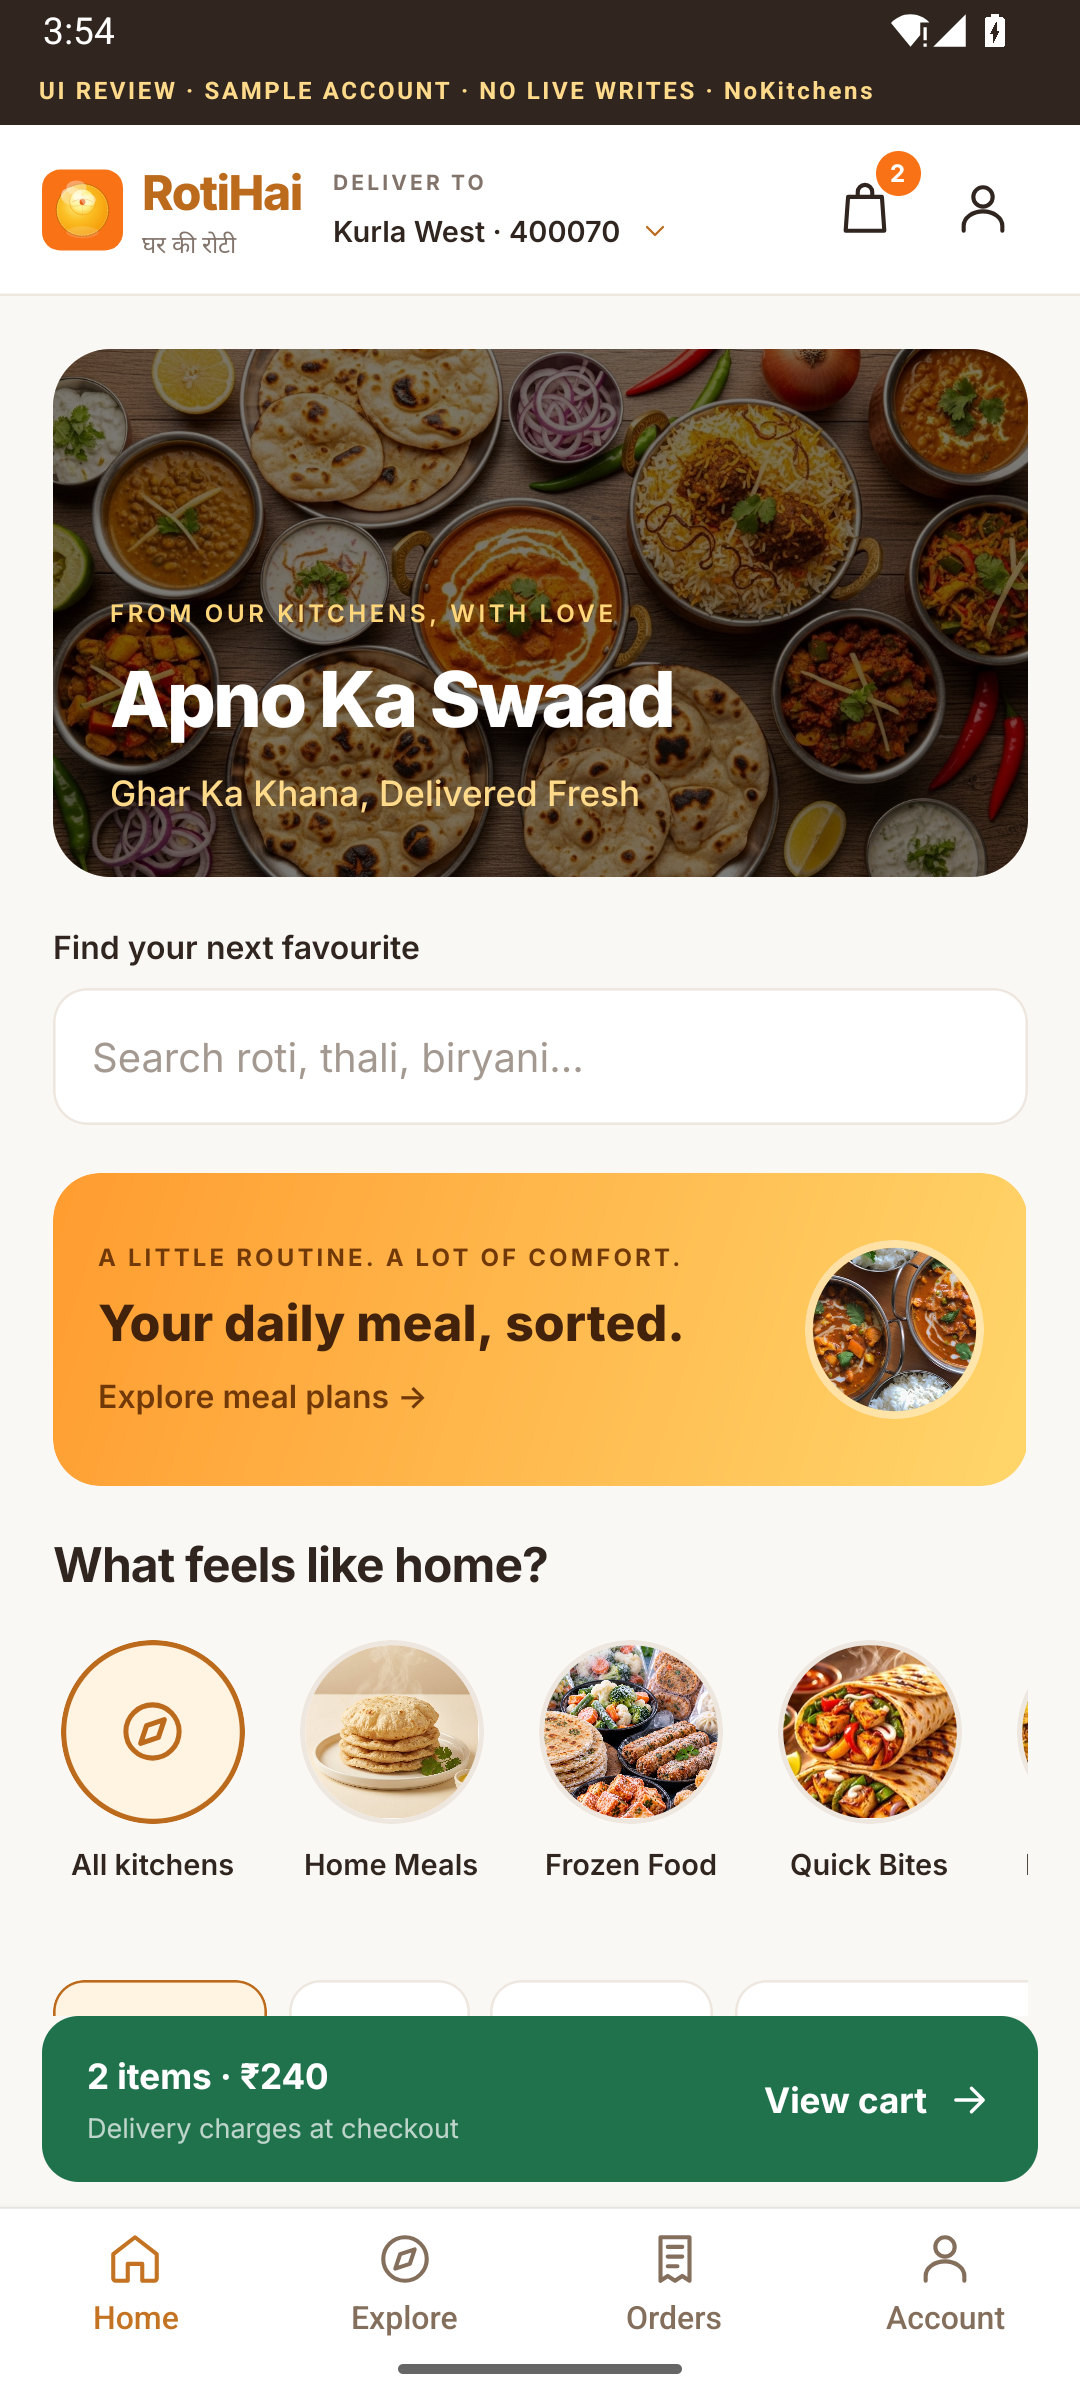 3:54
UI REVIEW · SAMPLE ACCOUNT · NO LIVE WRITES · NoKitchens
RotiHai
घर की रोटी
DELIVER TO
Kurla West · 400070
2
FROM OUR KITCHENS, WITH LOVE
Apno Ka Swaad
Ghar Ka Khana, Delivered Fresh
Find your next favourite
Search roti, thali, biryani...
A LITTLE ROUTINE. A LOT OF COMFORT.
Your daily meal, sorted.
Explore meal plans →
What feels like home?
All kitchens
Home Meals
Frozen Food
Quick Bites
2 items · ₹240
Delivery charges at checkout
View cart →
Home
Explore
Orders
Account